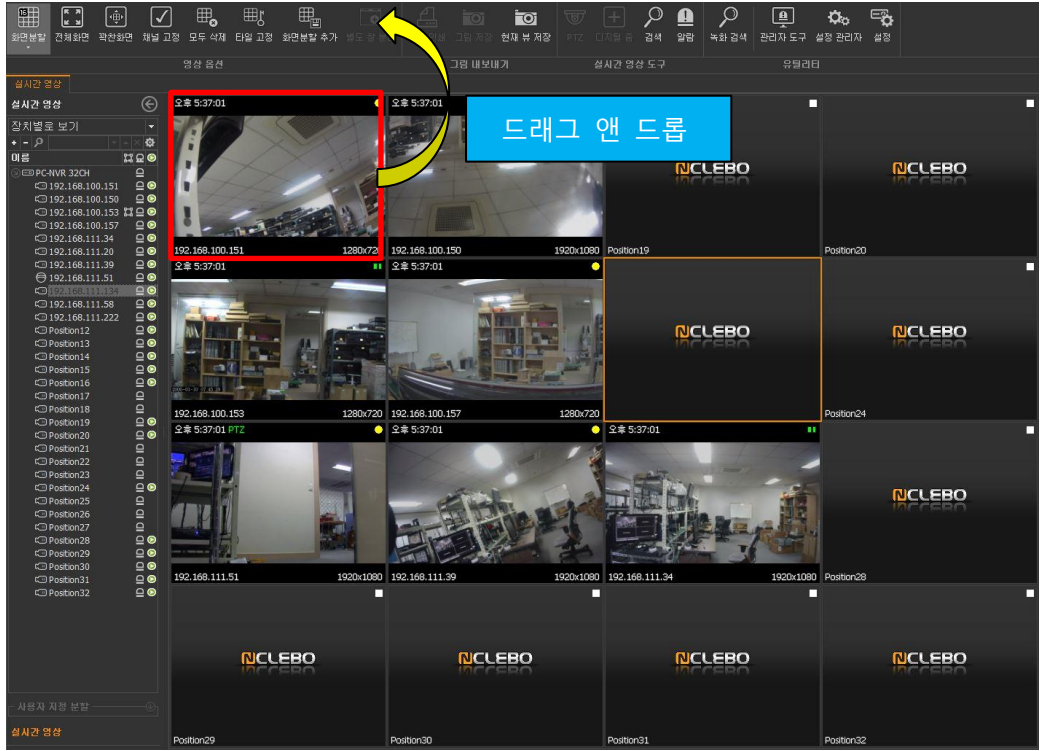 16
화면분할 전체화면 꽉찬화면 채널 고정 모두 삭제 타일 고정 화면분할 추가 그림 저장 현재 뷰 저장 PTZ 디지털 줌 검색 알람 녹화 검색 관리자 도구 설정 관리자 설정
영상 옵션 그림 내보내기 실시간 영상 도구 유틸리티
실시간 영상
실시간 영상
장치별로 보기
이름
PC-NVR 32CH
192.168.100.151
192.168.100.150
192.168.100.153
192.168.100.157
192.168.111.34
192.168.111.20
192.168.111.39
192.168.111.51
192.168.111.134
192.168.111.58
192.168.111.222
Position12
Position13
Position14
Position15
Position16
Position17
Position18
Position19
Position20
Position21
Position22
Position23
Position24
Position25
Position26
Position27
Position28
Position29
Position30
Position31
Position32
사용자 지정 분할
실시간 영상
오후 5:37:01 오후 5:37:01
드래그 앤 드롭
NCLEBO NCLEBO
192.168.100.151 1280x720 192.168.100.150 1920x1080 Position19 Position20
오후 5:37:01 오후 5:37:01
NCLEBO NCLEBO
192.168.100.153 1280x720 192.168.100.157 1280x720 Position24
오후 5:37:01 PTZ 오후 5:37:01 오후 5:37:01
NCLEBO
192.168.111.51 1920x1080 192.168.111.39 1920x1080 192.168.111.34 1920x1080 Position28
NCLEBO NCLEBO NCLEBO NCLEBO
Position29 Position30 Position31 Position32